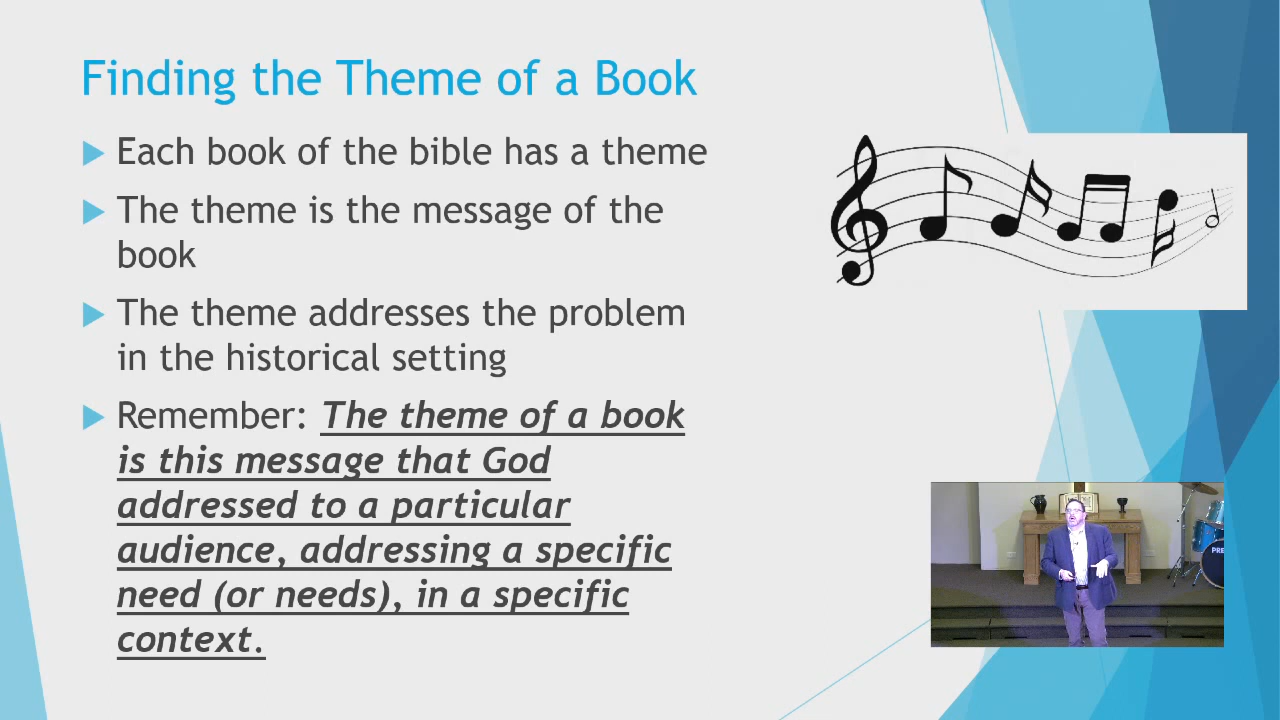 Finding the Theme of a Book
Each book of the bible has a theme
The theme is the message of the
book
The theme addresses the problem
in the historical setting
Remember: The theme of a book
is this message that God
addressed to a particular
audience, addressing a specific
need (or needs), in a specific
context.